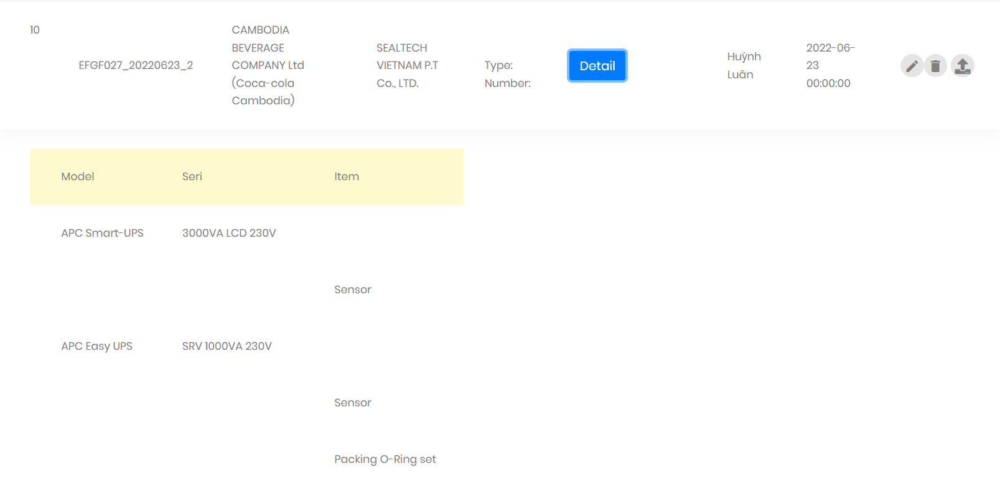 10
EFGF027_20220623_2
CAMBODIA
BEVERAGE
COMPANY Ltd
(Coca-cola
Cambodia)
SEALTECH
VIETNAM P.T
Co., LTD.
Type:
Number:
Detail
Huỳnh
Luân
2022-06-
23
00:00:00
Model Seri Item
APC Smart-UPS 3000VA LCD 230V
Sensor
APC Easy UPS SRV 1000VA 230V
Sensor
Packing O-Ring set